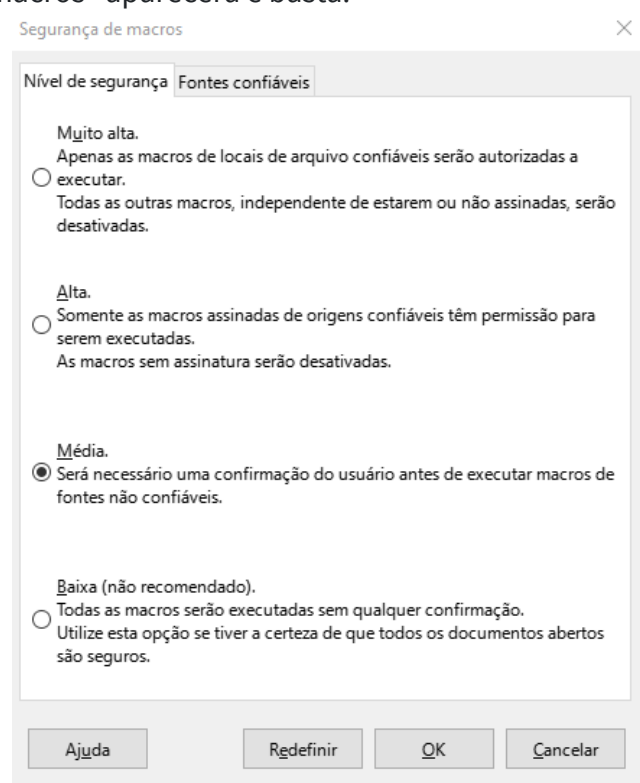 aparecerá e basta.
Segurança de macros
Nível de segurança Fontes confiáveis
Muito alta.
Apenas as macros de locais de arquivo confiáveis serão autorizadas a
executar.
Todas as outras macros, independente de estarem ou não assinadas, serão
desativadas.
Alta.
Somente as macros assinadas de origens confiáveis têm permissão para
serem executadas.
As macros sem assinatura serão desativadas.
Média.
Será necessário uma confirmação do usuário antes de executar macros de
fontes não confiáveis.
Baixa (não recomendado).
Todas as macros serão executadas sem qualquer confirmação.
Utilize esta opção se tiver a certeza de que todos os documentos abertos
são seguros.
Ajuda Redefinir OK Cancelar